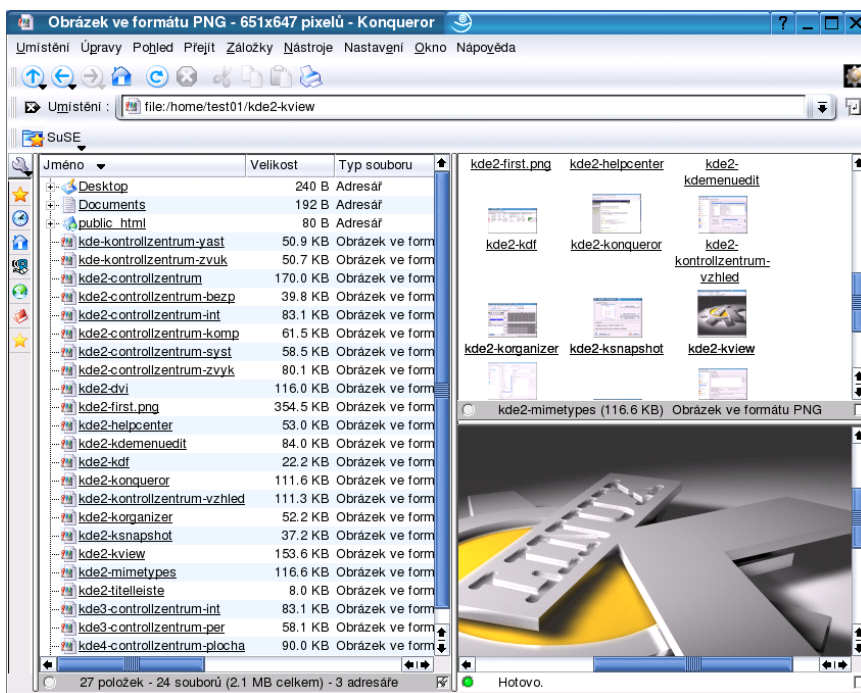 Obrázek ve formátu PNG - 651x647 pixelů - Konqueror
Umístění Úpravy Pohled Přejít Záložky Nástroje Nastavení Okno Nápověda
Umístění : file:/home/test01/kde2-kview
SuSE
Jméno Velikost Typ souboru
Desktop 240 B Adresář
Documents 192 B Adresář
public_html 80 B Adresář
kde-kontrollzentrum-yast 50.9 KB Obrázek ve form
kde-kontrollzentrum-zvuk 50.7 KB Obrázek ve form
kde2-controllzentrum 170.0 KB Obrázek ve form
kde2-controllzentrum-bezp 39.8 KB Obrázek ve form
kde2-controllzentrum-int 83.1 KB Obrázek ve form
kde2-controllzentrum-komp 61.5 KB Obrázek ve form
kde2-controllzentrum-syst 58.5 KB Obrázek ve form
kde2-controllzentrum-zvyk 80.1 KB Obrázek ve form
kde2-dvi 116.0 KB Obrázek ve form
kde2-first.png 354.5 KB Obrázek ve form
kde2-helpcenter 53.0 KB Obrázek ve form
kde2-kdemenuedit 84.0 KB Obrázek ve form
kde2-kdf 22.2 KB Obrázek ve form
kde2-konqueror 111.6 KB Obrázek ve form
kde2-kontrollzentrum-vzhled 111.3 KB Obrázek ve form
kde2-korganizer 52.2 KB Obrázek ve form
kde2-ksnapshot 37.2 KB Obrázek ve form
kde2-kview 153.6 KB Obrázek ve form
kde2-mimetypes 116.6 KB Obrázek ve form
kde2-titelleiste 8.0 KB Obrázek ve form
kde3-controllzentrum-int 83.1 KB Obrázek ve form
kde3-controllzentrum-per 58.1 KB Obrázek ve form
kde4-controllzentrum-plocha 90.0 KB Obrázek ve form
27 položek - 24 souborů (2.1 MB celkem) - 3 adresáře
kde2-first.png kde2-helpcenter kde2-
kdemenuedit
kde2-kdf kde2-konqueror kde2-
kontrollzentrum-
vzhled
kde2-korganizer kde2-ksnapshot kde2-kview
kde2-mimetypes (116.6 KB) Obrázek ve formátu PNG
LINUX
Hotovo.